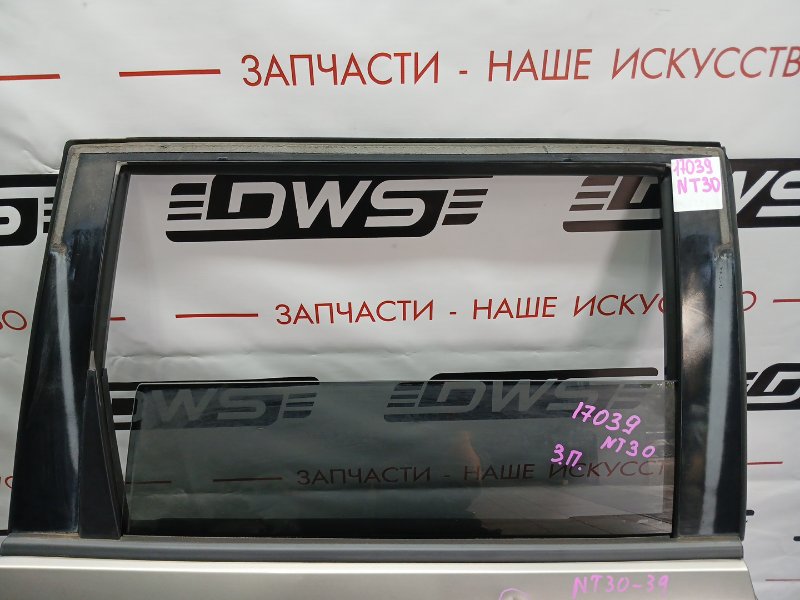 ЗАПЧАСТИ - НАШЕ ИСКУССТВ
17039
NT30
DWS
DWS
ВО
ЗАПЧАСТИ - НАШЕ ИСКУССТВО
DWS
DWS
17039
NT30
З.П.
ЗАПЧАСТИ - НАШЕ ИСКУССТ
NT30-39